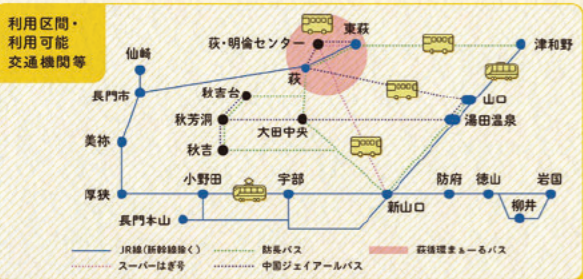 利用区間・
利用可能
交通機関等
仙崎
萩・明倫センター
東萩
津和野
長門市
萩
秋吉台
山口
秋芳洞
大田中央
湯田温泉
美祢
秋吉
厚狭
小野田
宇部
新山口
防府
徳山
岩国
柳井
長門本山
JR線(新幹線除く)
防長バス
萩循環まぁーるバス
スーパーはぎ号
中国ジェイアールバス